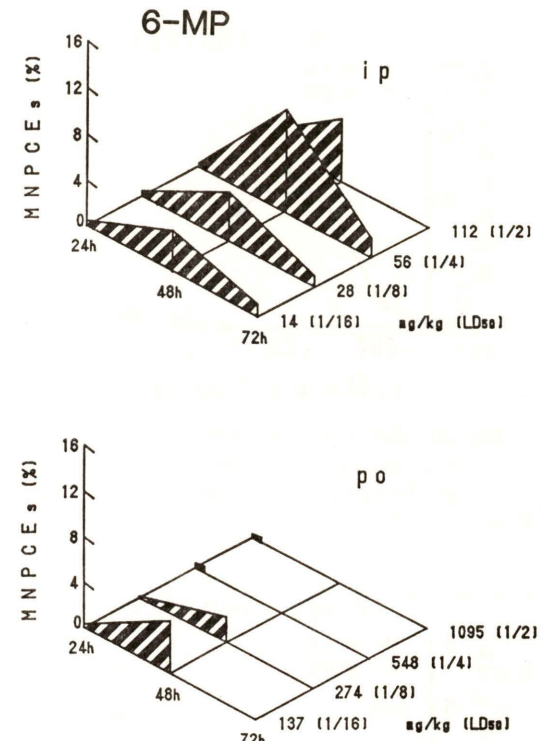 6-MP
ip
MNPCEs (%)
16
12
8
4
0
24h
48h
72h
112 (1/2)
56 (1/4)
28 (1/8)
14 (1/16) mg/kg (LD50)
po
MNPCEs (%)
16
12
8
4
0
24h
48h
72h
1095 (1/2)
548 (1/4)
274 (1/8)
137 (1/16) mg/kg (LD50)